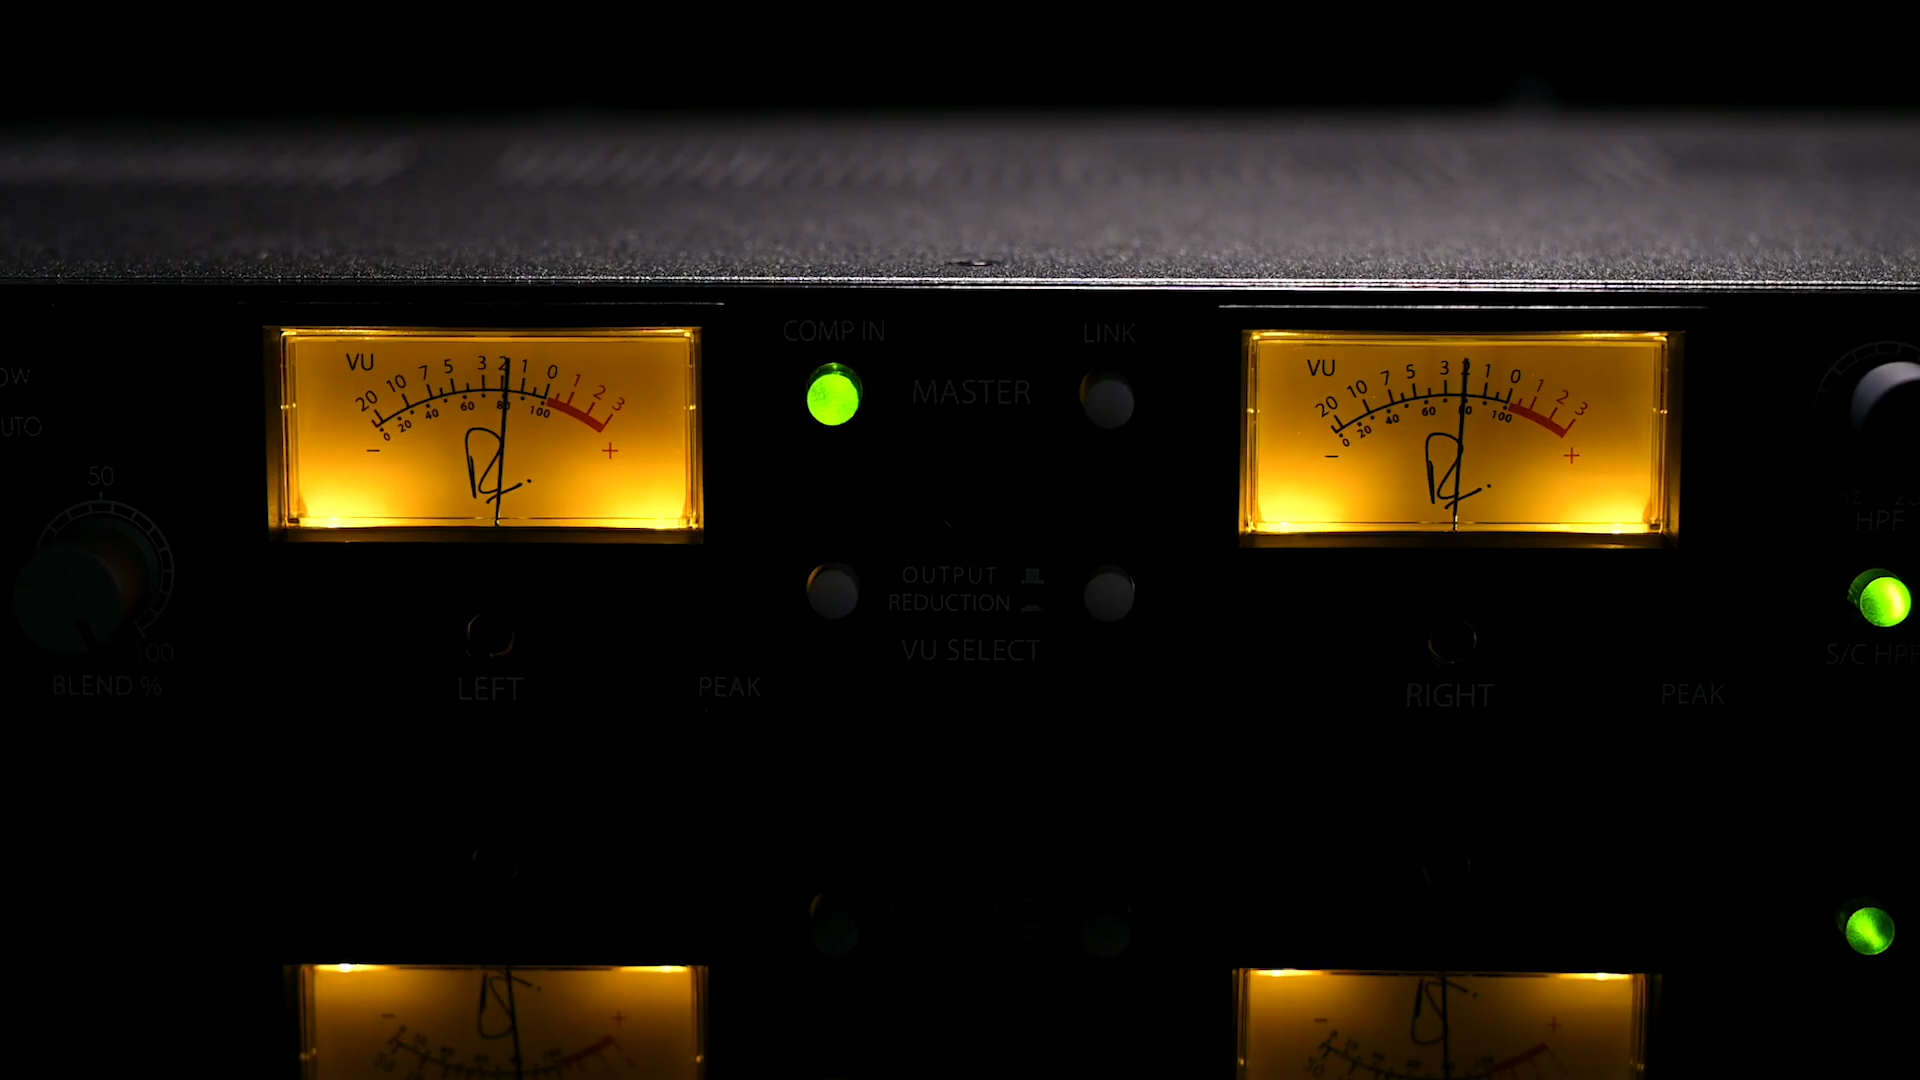 VU
20 10 7 5 3 2 1 0 1 2 3
0 20 40 60 80 100
− +
COMP IN
LINK
MASTER
VU
20 10 7 5 3 2 1 0 1 2 3
0 20 40 60 80 100
− +
UTO
50
100
BLEND %
OUTPUT
REDUCTION
VU SELECT
LEFT
PEAK
RIGHT
PEAK
HPF
S/C HPF